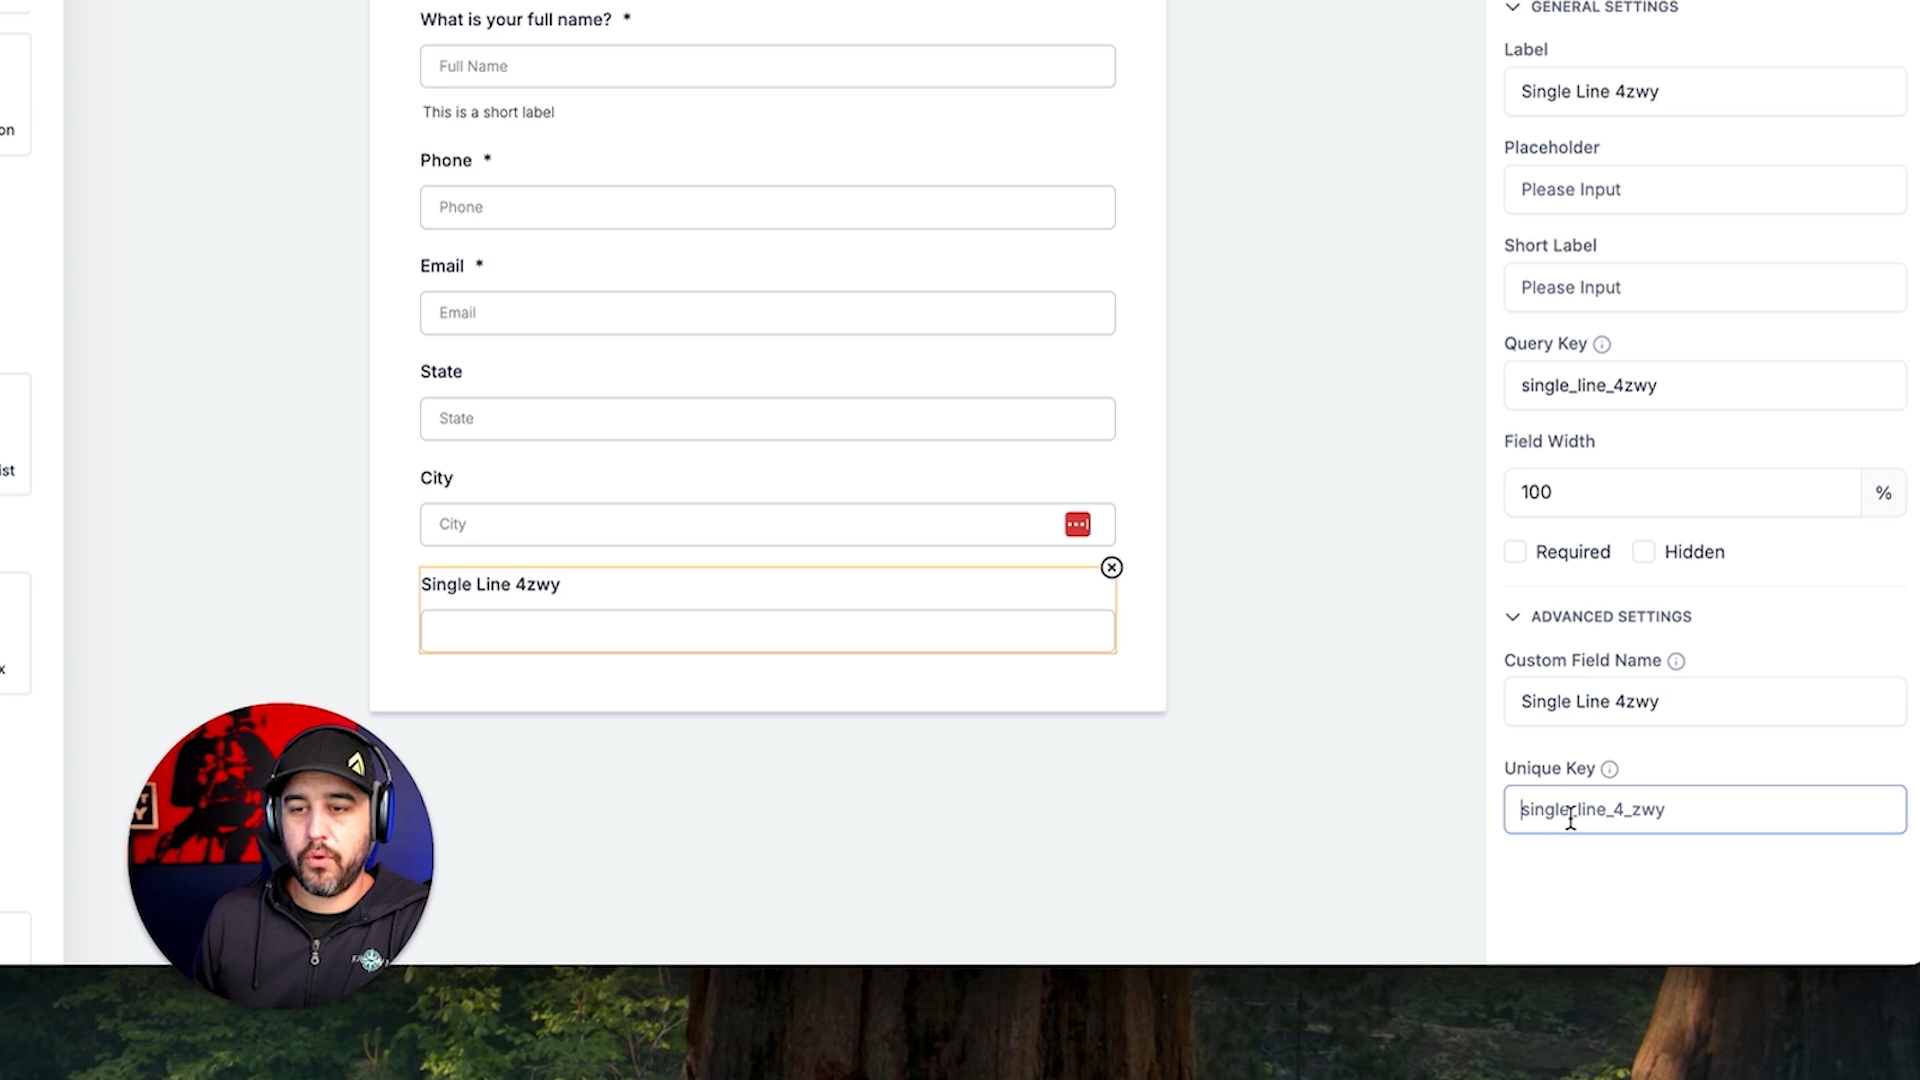 on
ist
x
What is your full name? *
Full Name
This is a short label
Phone *
Phone
Email *
Email
State
State
City
City
Single Line 4zwy
GENERAL SETTINGS
Label
Single Line 4zwy
Placeholder
Please Input
Short Label
Please Input
Query Key
single_line_4zwy
Field Width
100 %
Required Hidden
ADVANCED SETTINGS
Custom Field Name
Single Line 4zwy
Unique Key
single_line_4_zwy